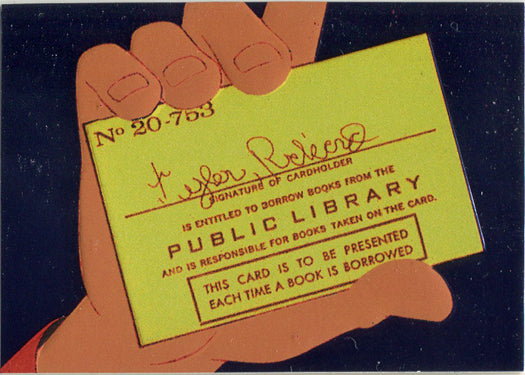 Nº 20-753
Tyler
SIGNATURE OF CARDHOLDER
IS ENTITLED TO BORROW BOOKS FROM THE
PUBLIC LIBRARY
AND IS RESPONSIBLE FOR BOOKS TAKEN ON THE CARD.
THIS CARD IS TO BE PRESENTED
EACH TIME A BOOK IS BORROWED